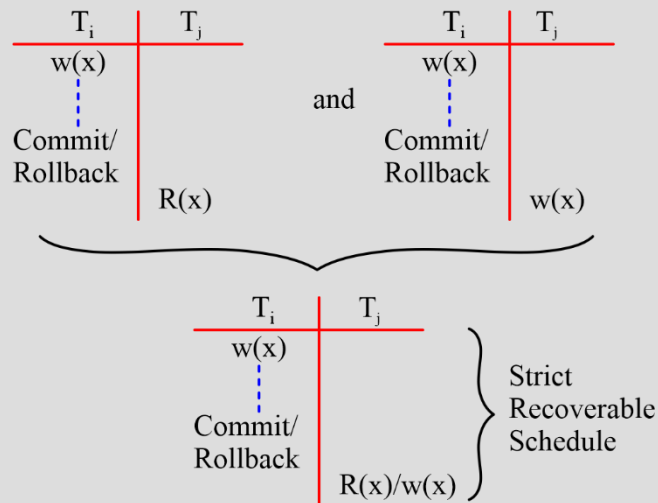 Ti Tj
w(x)
Commit/
Rollback
R(x)
and
Ti Tj
w(x)
Commit/
Rollback
w(x)
Ti Tj
w(x)
Commit/
Rollback
R(x)/w(x)
Strict
Recoverable
Schedule